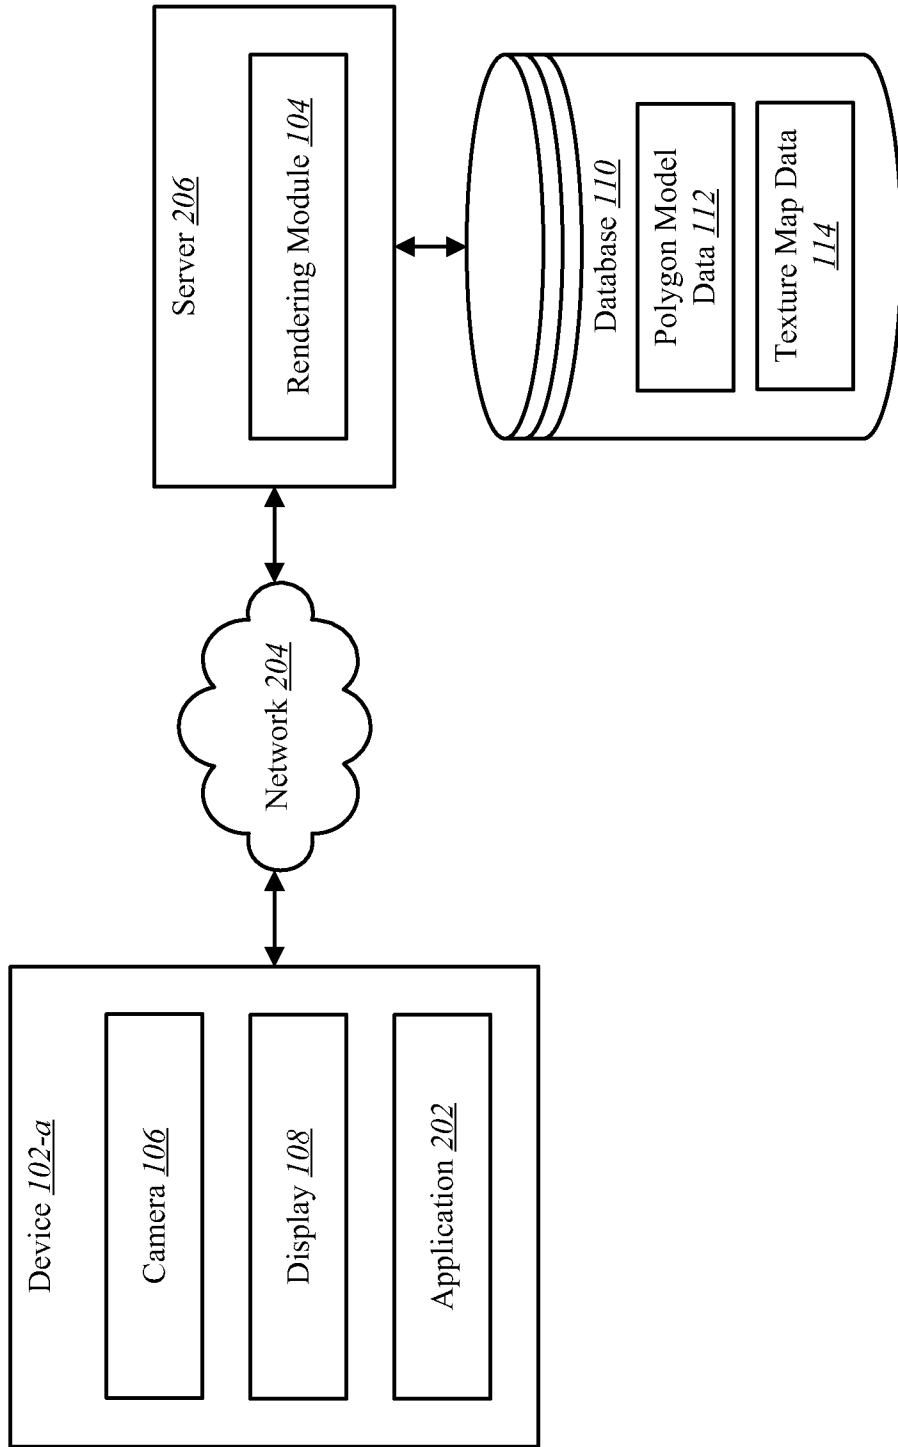 Device 102-a
Camera 106
Display 108
Application 202
Network 204
Server 206
Rendering Module 104
Database 110
Polygon Model
Data 112
Texture Map Data
114